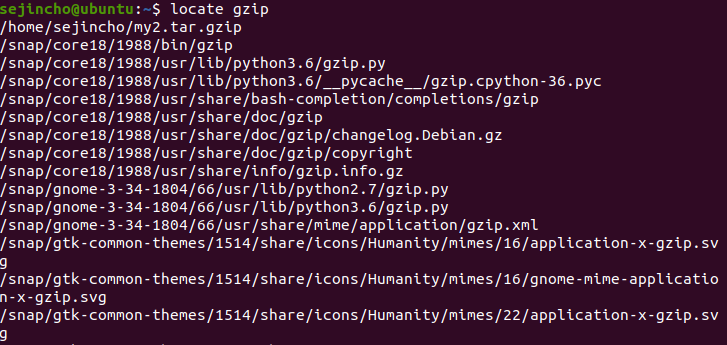 sejincho@ubuntu:~$ locate gzip
/home/sejincho/my2.tar.gzip
/snap/core18/1988/bin/gzip
/snap/core18/1988/usr/lib/python3.6/gzip.py
/snap/core18/1988/usr/lib/python3.6/__pycache__/gzip.cpython-36.pyc
/snap/core18/1988/usr/share/bash-completion/completions/gzip
/snap/core18/1988/usr/share/doc/gzip
/snap/core18/1988/usr/share/doc/gzip/changelog.Debian.gz
/snap/core18/1988/usr/share/doc/gzip/copyright
/snap/core18/1988/usr/share/info/gzip.info.gz
/snap/gnome-3-34-1804/66/usr/lib/python2.7/gzip.py
/snap/gnome-3-34-1804/66/usr/lib/python3.6/gzip.py
/snap/gnome-3-34-1804/66/usr/share/mime/application/gzip.xml
/snap/gtk-common-themes/1514/share/icons/Humanity/mimes/16/application-x-gzip.sv
g
/snap/gtk-common-themes/1514/share/icons/Humanity/mimes/16/gnome-mime-applicatio
n-x-gzip.svg
/snap/gtk-common-themes/1514/share/icons/Humanity/mimes/22/application-x-gzip.sv
g